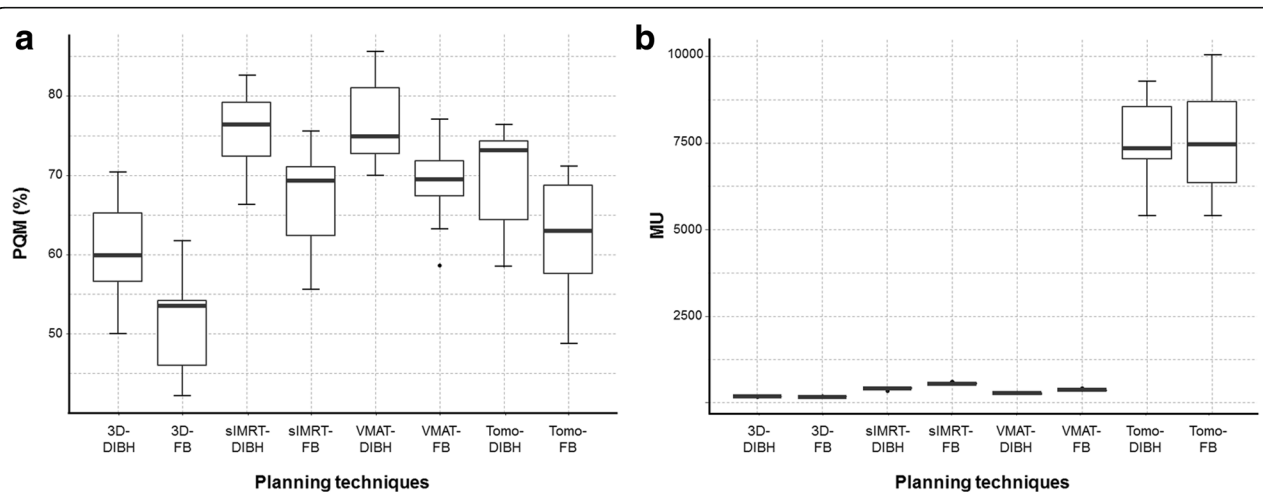 a
80
70
60
50
PQM (%)
3D-
DIBH
3D-
FB
sIMRT-
DIBH
sIMRT-
FB
VMAT-
DIBH
VMAT-
FB
Tomo-
DIBH
Tomo-
FB
Planning techniques
b
10000
7500
5000
2500
MU
3D-
DIBH
3D-
FB
sIMRT-
DIBH
sIMRT-
FB
VMAT-
DIBH
VMAT-
FB
Tomo-
DIBH
Tomo-
FB
Planning techniques